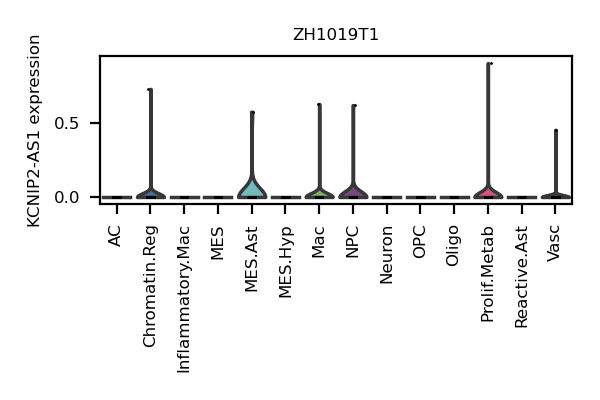 ZH1019T1
KCNIP2-AS1 expression
0.5
0.0
AC
Chromatin.Reg
Inflammatory.Mac
MES
MES.Ast
MES.Hyp
Mac
NPC
Neuron
OPC
Oligo
Prolif.Metab
Reactive.Ast
Vasc